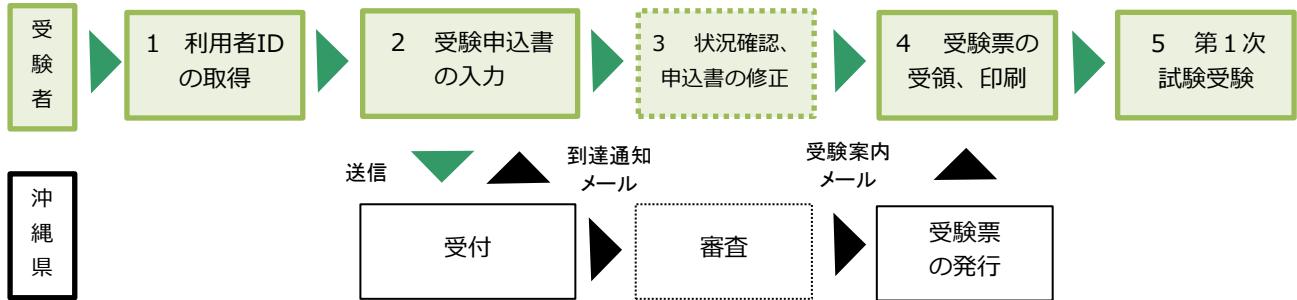 受
験
者
1　利用者ID
の取得
2　受験申込書
の入力
3　状況確認、
申込書の修正
4　受験票の
受領、印刷
5　第１次
試験受験
送信
到達通知
メール
受験案内
メール
沖
縄
県
受付
審査
受験票
の発行